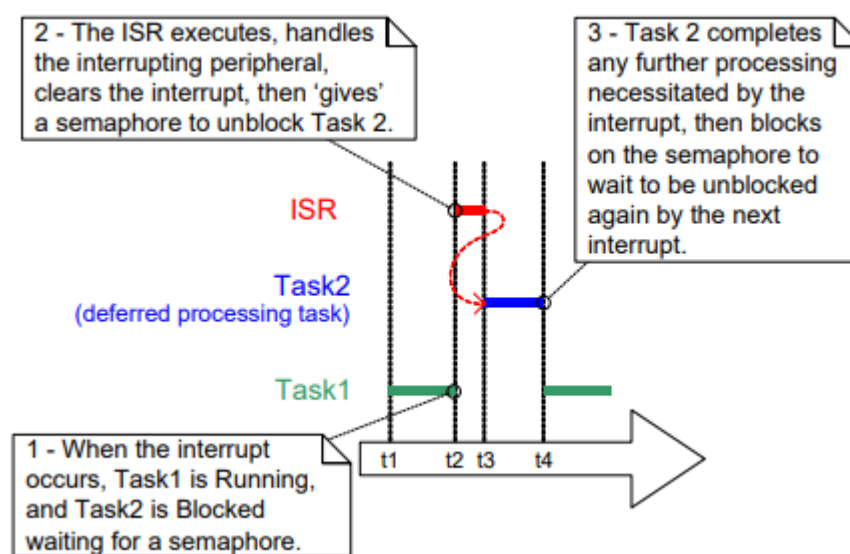 2 - The ISR executes, handles
the interrupting peripheral,
clears the interrupt, then ‘gives’
a semaphore to unblock Task 2.
3 - Task 2 completes
any further processing
necessitated by the
interrupt, then blocks
on the semaphore to
wait to be unblocked
again by the next
interrupt.
ISR
Task2
(deferred processing task)
Task1
t1 t2 t3 t4
1 - When the interrupt
occurs, Task1 is Running,
and Task2 is Blocked
waiting for a semaphore.